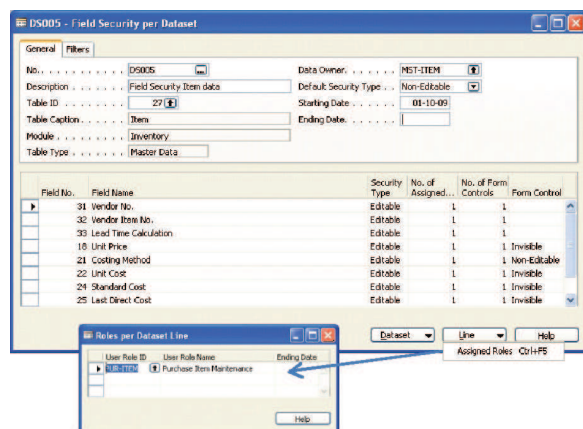 DS005 - Field Security per Dataset
General Filters
No. . . . . . . . . . . . DS005 ... Data Owner. . . . . . . . MST-ITEM
Description . . . . . . . . Field Security Item data Default Security Type . . Non-Editable
Table ID . . . . . . . . . 27 Starting Date . . . . . . 01-10-09
Table Caption . . . . . . . Item Ending Date. . . . . . .
Module . . . . . . . . . . Inventory
Table Type . . . . . . . . Master Data
Field No. Field Name Security Type No. of Assigned... No. of Form Controls Form Control
31 Vendor No. Editable 1 1
32 Vendor Item No. Editable 1 1
33 Lead Time Calculation Editable 1 1
18 Unit Price Editable 1 1 Invisible
21 Costing Method Editable 1 1 Non-Editable
22 Unit Cost Editable 1 1 Invisible
24 Standard Cost Editable 1 1 Invisible
25 Last Direct Cost Editable 1 1 Invisible
Dataset Line Help
Assigned Roles Ctrl+F5
Roles per Dataset Line
User Role ID User Role Name Ending Date
PUR-ITEM Purchase Item Maintenance
Help